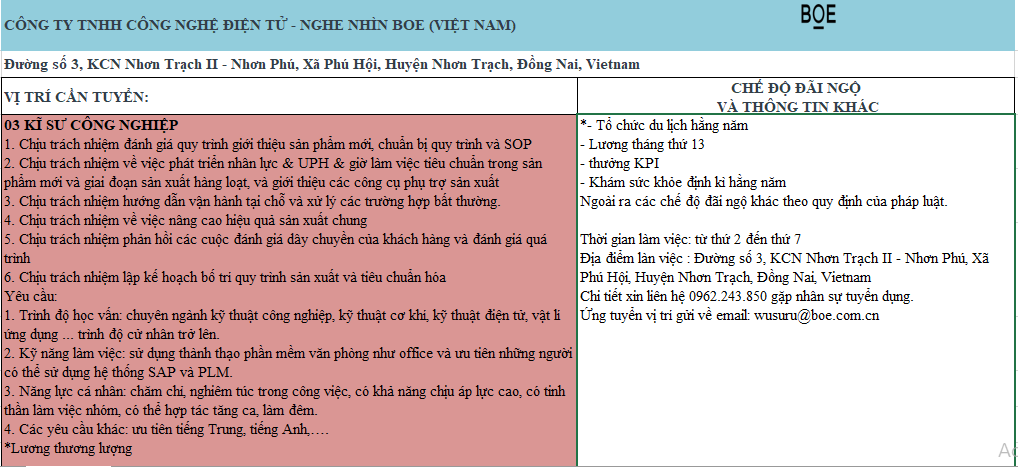 CÔNG TY TNHH CÔNG NGHỆ ĐIỆN TỬ - NGHE NHÌN BOE (VIỆT NAM)
BOE
Đường số 3, KCN Nhơn Trạch II - Nhơn Phú, Xã Phú Hội, Huyện Nhơn Trạch, Đồng Nai, Vietnam
VỊ TRÍ CẦN TUYỂN:
03 KĨ SƯ CÔNG NGHIỆP
1. Chịu trách nhiệm đánh giá quy trình giới thiệu sản phẩm mới, chuẩn bị quy trình và SOP
2. Chịu trách nhiệm về việc phát triển nhân lực & UPH & giờ làm việc tiêu chuẩn trong sản
phẩm mới và giai đoạn sản xuất hàng loạt, và giới thiệu các công cụ phụ trợ sản xuất
3. Chịu trách nhiệm hướng dẫn vận hành tại chỗ và xử lý các trường hợp bất thường.
4. Chịu trách nhiệm về việc nâng cao hiệu quả sản xuất chung
5. Chịu trách nhiệm phản hồi các cuộc đánh giá dây chuyền của khách hàng và đánh giá quá
trình
6. Chịu trách nhiệm lập kế hoạch bố trí quy trình sản xuất và tiêu chuẩn hóa
Yêu cầu:
1. Trình độ học vấn: chuyên ngành kỹ thuật công nghiệp, kỹ thuật cơ khí, kỹ thuật điện tử, vật lí
ứng dụng ... trình độ cử nhân trở lên.
2. Kỹ năng làm việc: sử dụng thành thạo phần mềm văn phòng như office và ưu tiên những người
có thể sử dụng hệ thống SAP và PLM.
3. Năng lực cá nhân: chăm chỉ, nghiêm túc trong công việc, có khả năng chịu áp lực cao, có tinh
thần làm việc nhóm, có thể hợp tác tăng ca, làm đêm.
4. Các yêu cầu khác: ưu tiên tiếng Trung, tiếng Anh,....
*Lương thương lượng
CHẾ ĐỘ ĐÃI NGỘ
VÀ THÔNG TIN KHÁC
*- Tổ chức du lịch hằng năm
- Lương tháng thứ 13
- thưởng KPI
- Khám sức khỏe định kì hằng năm
Ngoài ra các chế độ đãi ngộ khác theo quy định của pháp luật.
Thời gian làm việc: từ thứ 2 đến thứ 7
Địa điểm làn việc : Đường số 3, KCN Nhơn Trạch II - Nhơn Phú, Xã
Phú Hội, Huyện Nhơn Trạch, Đồng Nai, Vietnam
Chi tiết xin liên hệ 0962.243.850 gặp nhân sự tuyển dụng.
Ứng tuyển vị trí gửi về email: wusuru@boe.com.cn